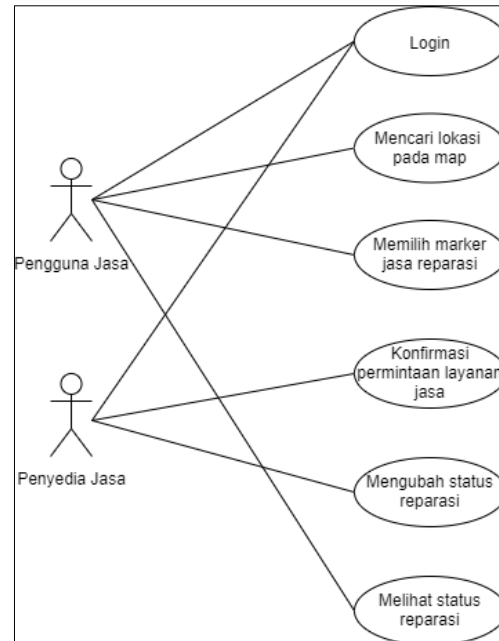 Login
Mencari lokasi
pada map
Pengguna Jasa
Memilih marker
jasa reparasi
Konfirmasi
permintaan layanan
jasa
Penyedia Jasa
Mengubah status
reparasi
Melihat status
reparasi